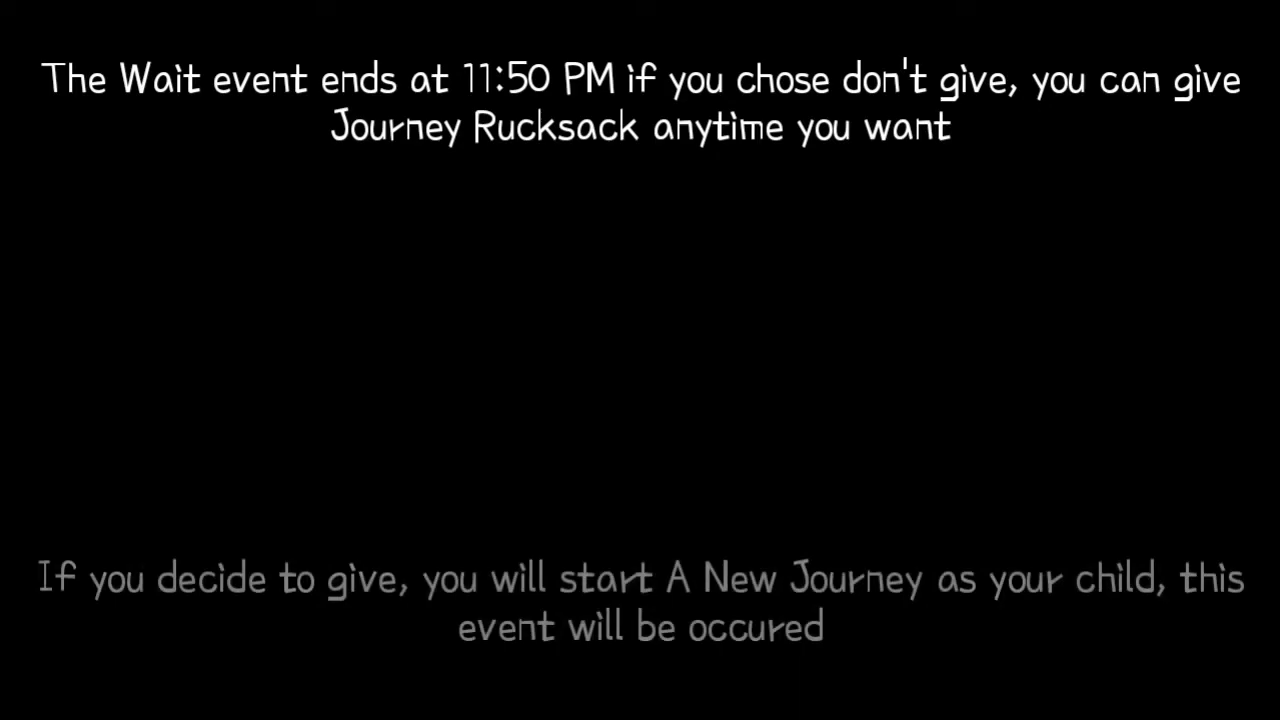 The Wait event ends at 11:50 PM if you chose don't give, you can give
Journey Rucksack anytime you want
If you decide to give, you will start A New Journey as your child, this
event will be occured